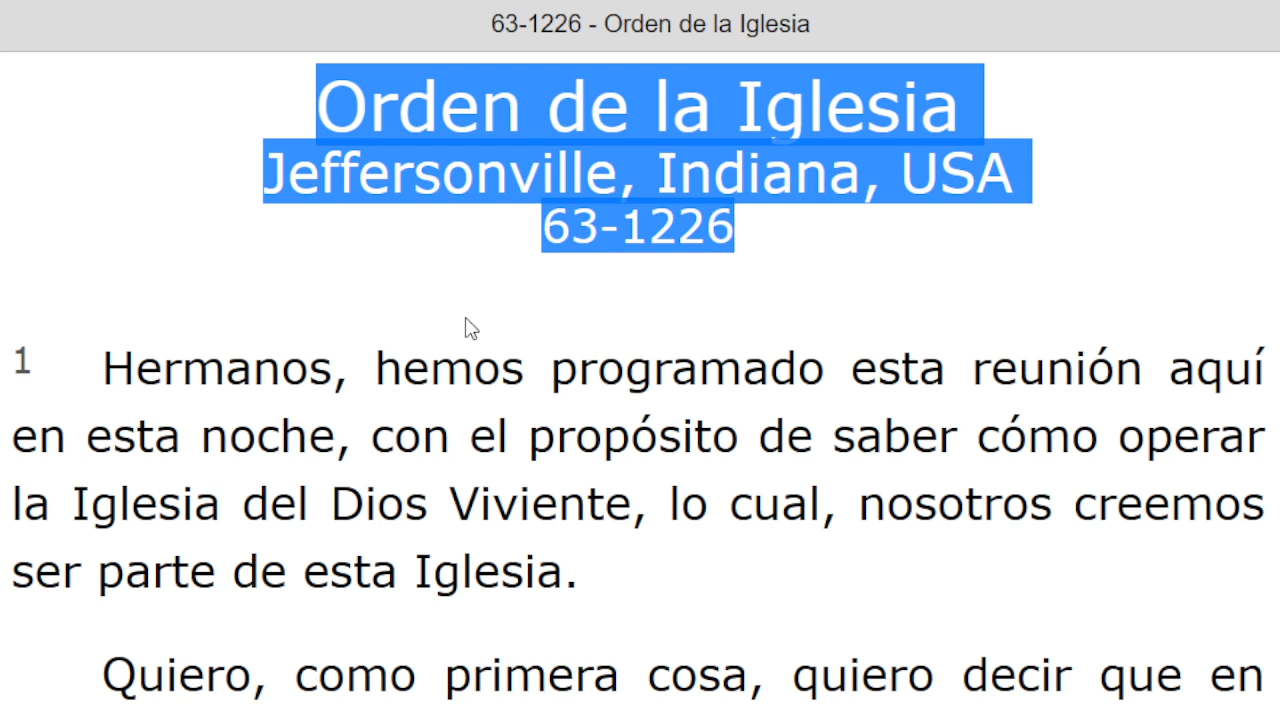 63-1226 - Orden de la Iglesia
Orden de la Iglesia
Jeffersonville, Indiana, USA
63-1226
1 Hermanos, hemos programado esta reunión aquí
en esta noche, con el propósito de saber cómo operar
la Iglesia del Dios Viviente, lo cual, nosotros creemos
ser parte de esta Iglesia.
Quiero, como primera cosa, quiero decir que en